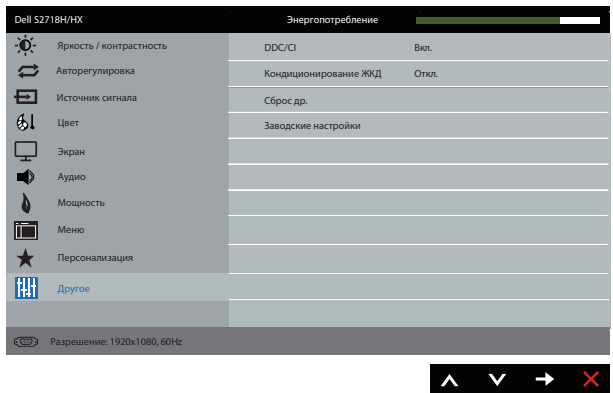 Dell S2718H/HX Энергопотребление
Яркость / контрастность DDC/CI Вкл.
Авторегулировка Кондиционирование ЖКД Откл.
Источник сигнала Сброс др.
Цвет Заводские настройки
Экран
Аудио
Мощность
Меню
Персонализация
Другое
Разрешение: 1920x1080, 60Hz